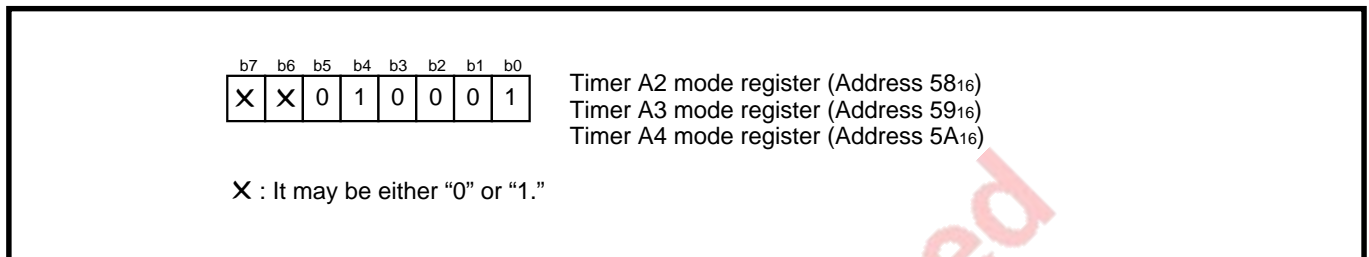 b7 b6 b5 b4 b3 b2 b1 b0
X X 0 1 0 0 0 1
Timer A2 mode register (Address 5816)
Timer A3 mode register (Address 5916)
Timer A4 mode register (Address 5A16)
X : It may be either “0” or “1.”
ed